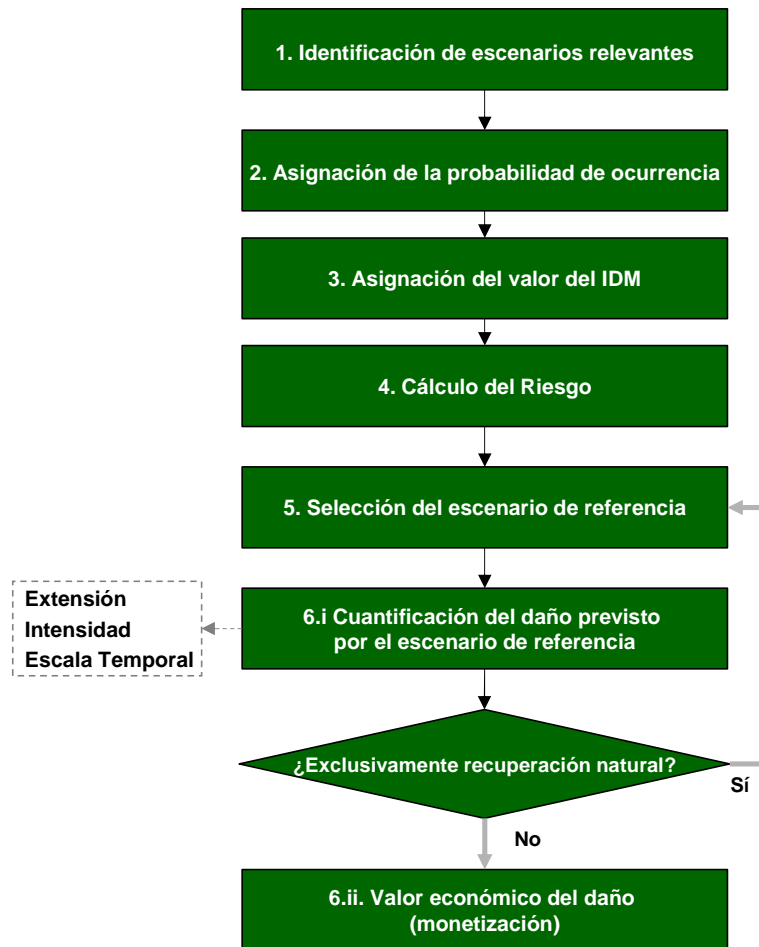 1. Identificación de escenarios relevantes
2. Asignación de la probabilidad de ocurrencia
3. Asignación del valor del IDM
4. Cálculo del Riesgo
5. Selección del escenario de referencia
Extensión
Intensidad
Escala Temporal
6.i Cuantificación del daño previsto
por el escenario de referencia
¿Exclusivamente recuperación natural?
Sí
No
6.ii. Valor económico del daño
(monetización)